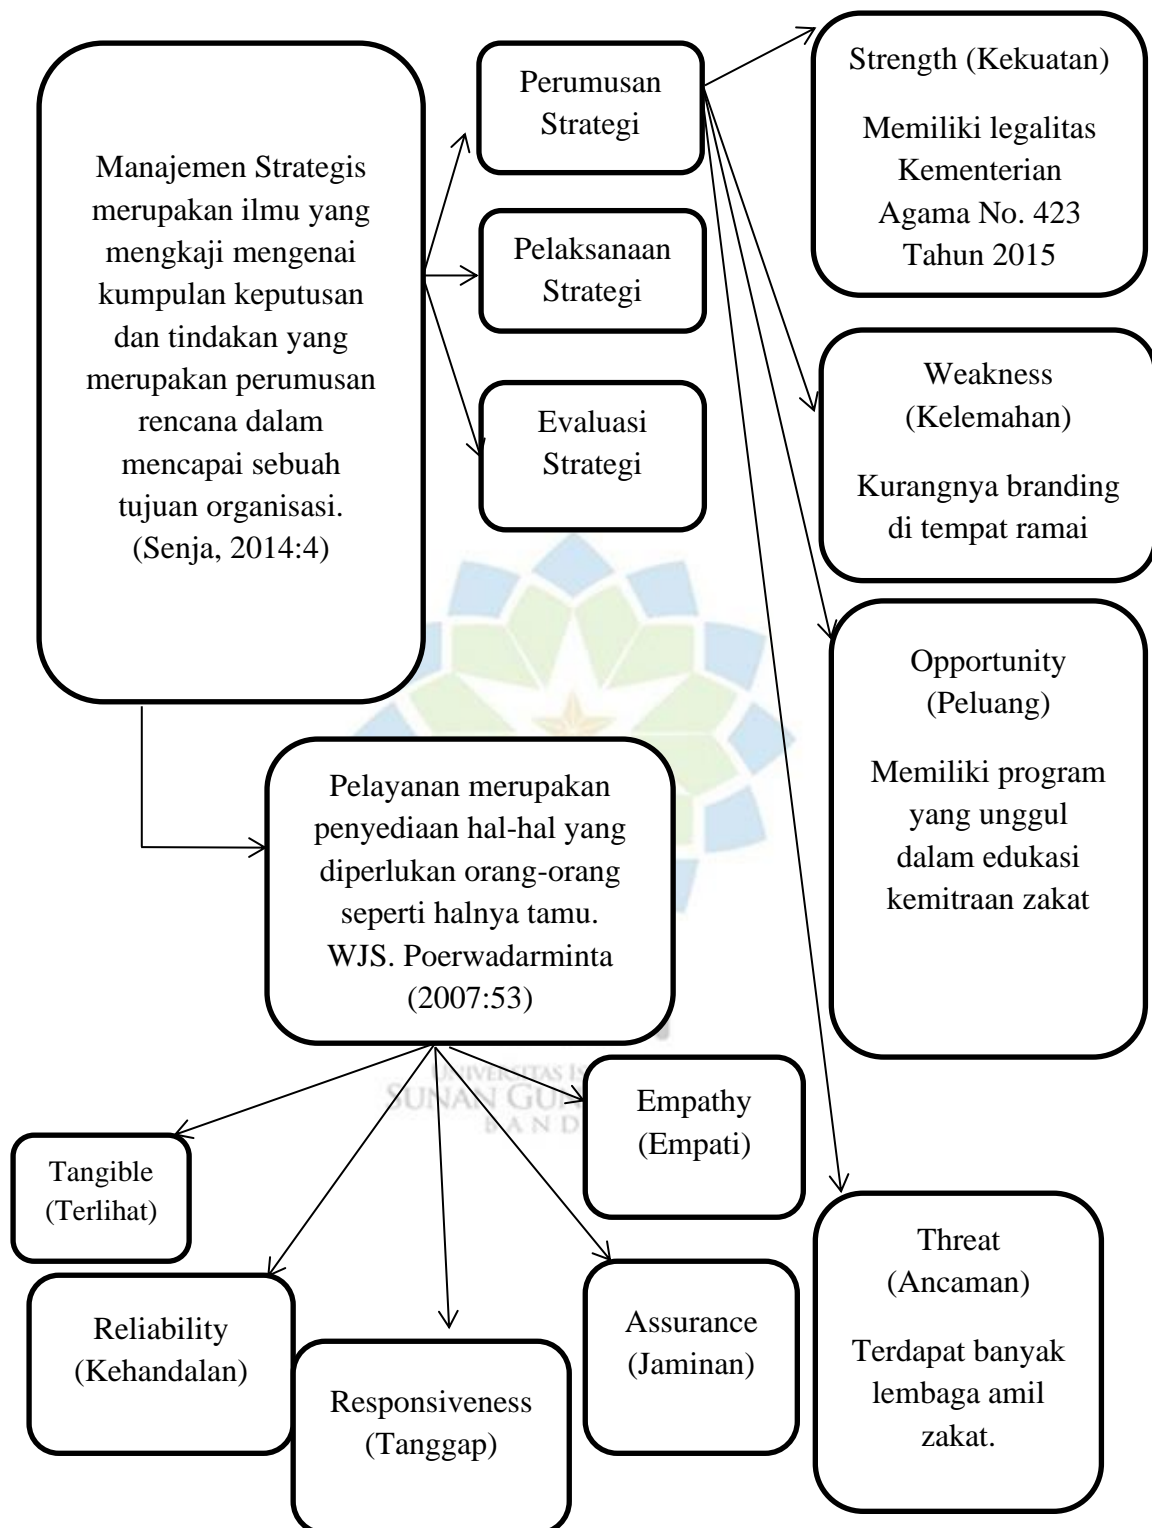 Manajemen Strategis
merupakan ilmu yang
mengkaji mengenai
kumpulan keputusan
dan tindakan yang
merupakan perumusan
rencana dalam
mencapai sebuah
tujuan organisasi.
(Senja, 2014:4)
Perumusan
Strategi
Pelaksanaan
Strategi
Evaluasi
Strategi
Strength (Kekuatan)
Memiliki legalitas
Kementerian
Agama No. 423
Tahun 2015
Weakness
(Kelemahan)
Kurangnya branding
di tempat ramai
Opportunity
(Peluang)
Memiliki program
yang unggul
dalam edukasi
kemitraan zakat
Threat
(Ancaman)
Terdapat banyak
lembaga amil
zakat.
Pelayanan merupakan
penyediaan hal-hal yang
diperlukan orang-orang
seperti halnya tamu.
WJS. Poerwadarminta
(2007:53)
UNIVERSITAS
SUNAN
Tangible
(Terlihat)
Reliability
(Kehandalan)
Responsiveness
(Tanggap)
Assurance
(Jaminan)
Empathy
(Empati)